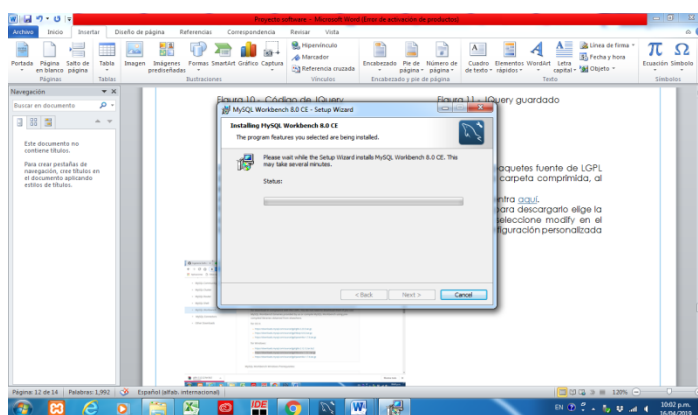 Proyecto software - Microsoft Word (Error de activación de productos)
Archivo Inicio Insertar Diseño de página Referencias Correspondencia Revisar Vista
Portada Página en blanco Salto de página
Páginas
Tabla
Tablas
Imagen Imágenes prediseñadas Formas SmartArt Gráfico Captura
Ilustraciones
Hipervínculo
Marcador
Referencia cruzada
Vínculos
Encabezado Pie de página Número de página
Encabezado y pie de página
Cuadro de texto Elementos rápidos WordArt Letra capital
Línea de firma
Fecha y hora
Objeto
Texto
Ecuación Símbolo
Símbolos
Navegación
Buscar en documento
Este documento no
contiene títulos.
Para crear pestañas de
navegación, cree títulos en
el documento aplicando
estilos de títulos.
Figura 10.- Código de JQuery
Figura 11.- JQuery guardado
MySQL Workbench 8.0 CE - Setup Wizard
Installing MySQL Workbench 8.0 CE
The program features you selected are being installed.
Please wait while the Setup Wizard installs MySQL Workbench 8.0 CE. This
may take several minutes.
Status:
< Back Next > Cancel
aquetes fuente de LGPL
carpeta comprimida, al
ntra aquí.
para descargarlo elige la
seleccione modify en el
figuración personalizada
Página: 12 de 14 Palabras: 1,992 Español (alfab. internacional) 120%
IDE
EN
10:02 p.m.
16/04/2019